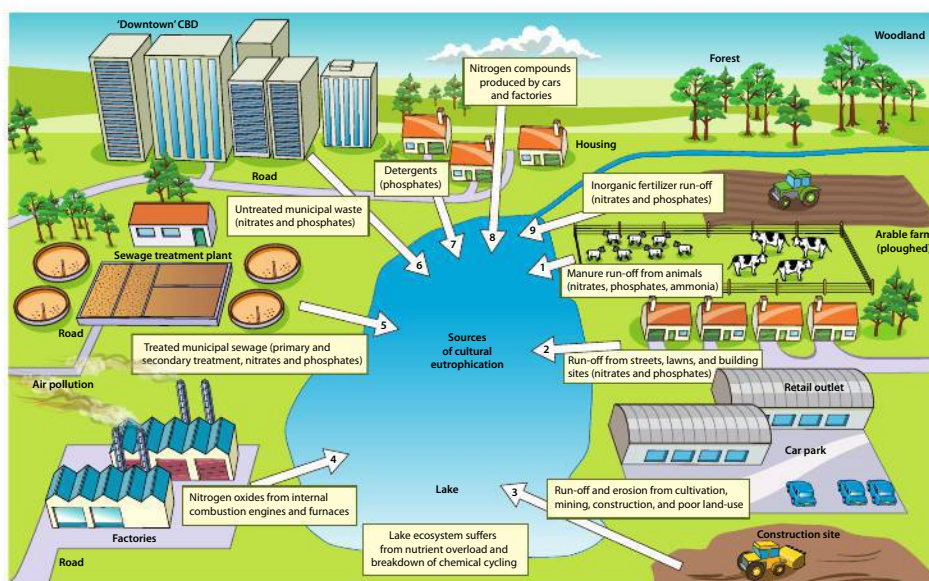 'Downtown' CBD
Nitrogen compounds
produced by cars
and factories
Forest
Woodland
Housing
Road
Detergents
(phosphates)
Inorganic fertilizer run-off
(nitrates and phosphates)
Untreated municipal waste
(nitrates and phosphates)
Arable farm
(ploughed)
9
8
7
6
1
Manure run-off from animals
(nitrates, phosphates, ammonia)
Sewage treatment plant
Road
5
Treated municipal sewage (primary
and secondary treatment, nitrates and phosphates)
Sources
of cultural
eutrophication
2
Run-off from streets, lawns, and building
sites (nitrates and phosphates)
Air pollution
Retail outlet
Car park
4
Nitrogen oxides from internal
combustion engines and furnaces
Factories
Road
Lake
3
Run-off and erosion from cultivation,
mining, construction, and poor land-use
Lake ecosystem suffers
from nutrient overload and
breakdown of chemical cycling
Construction site